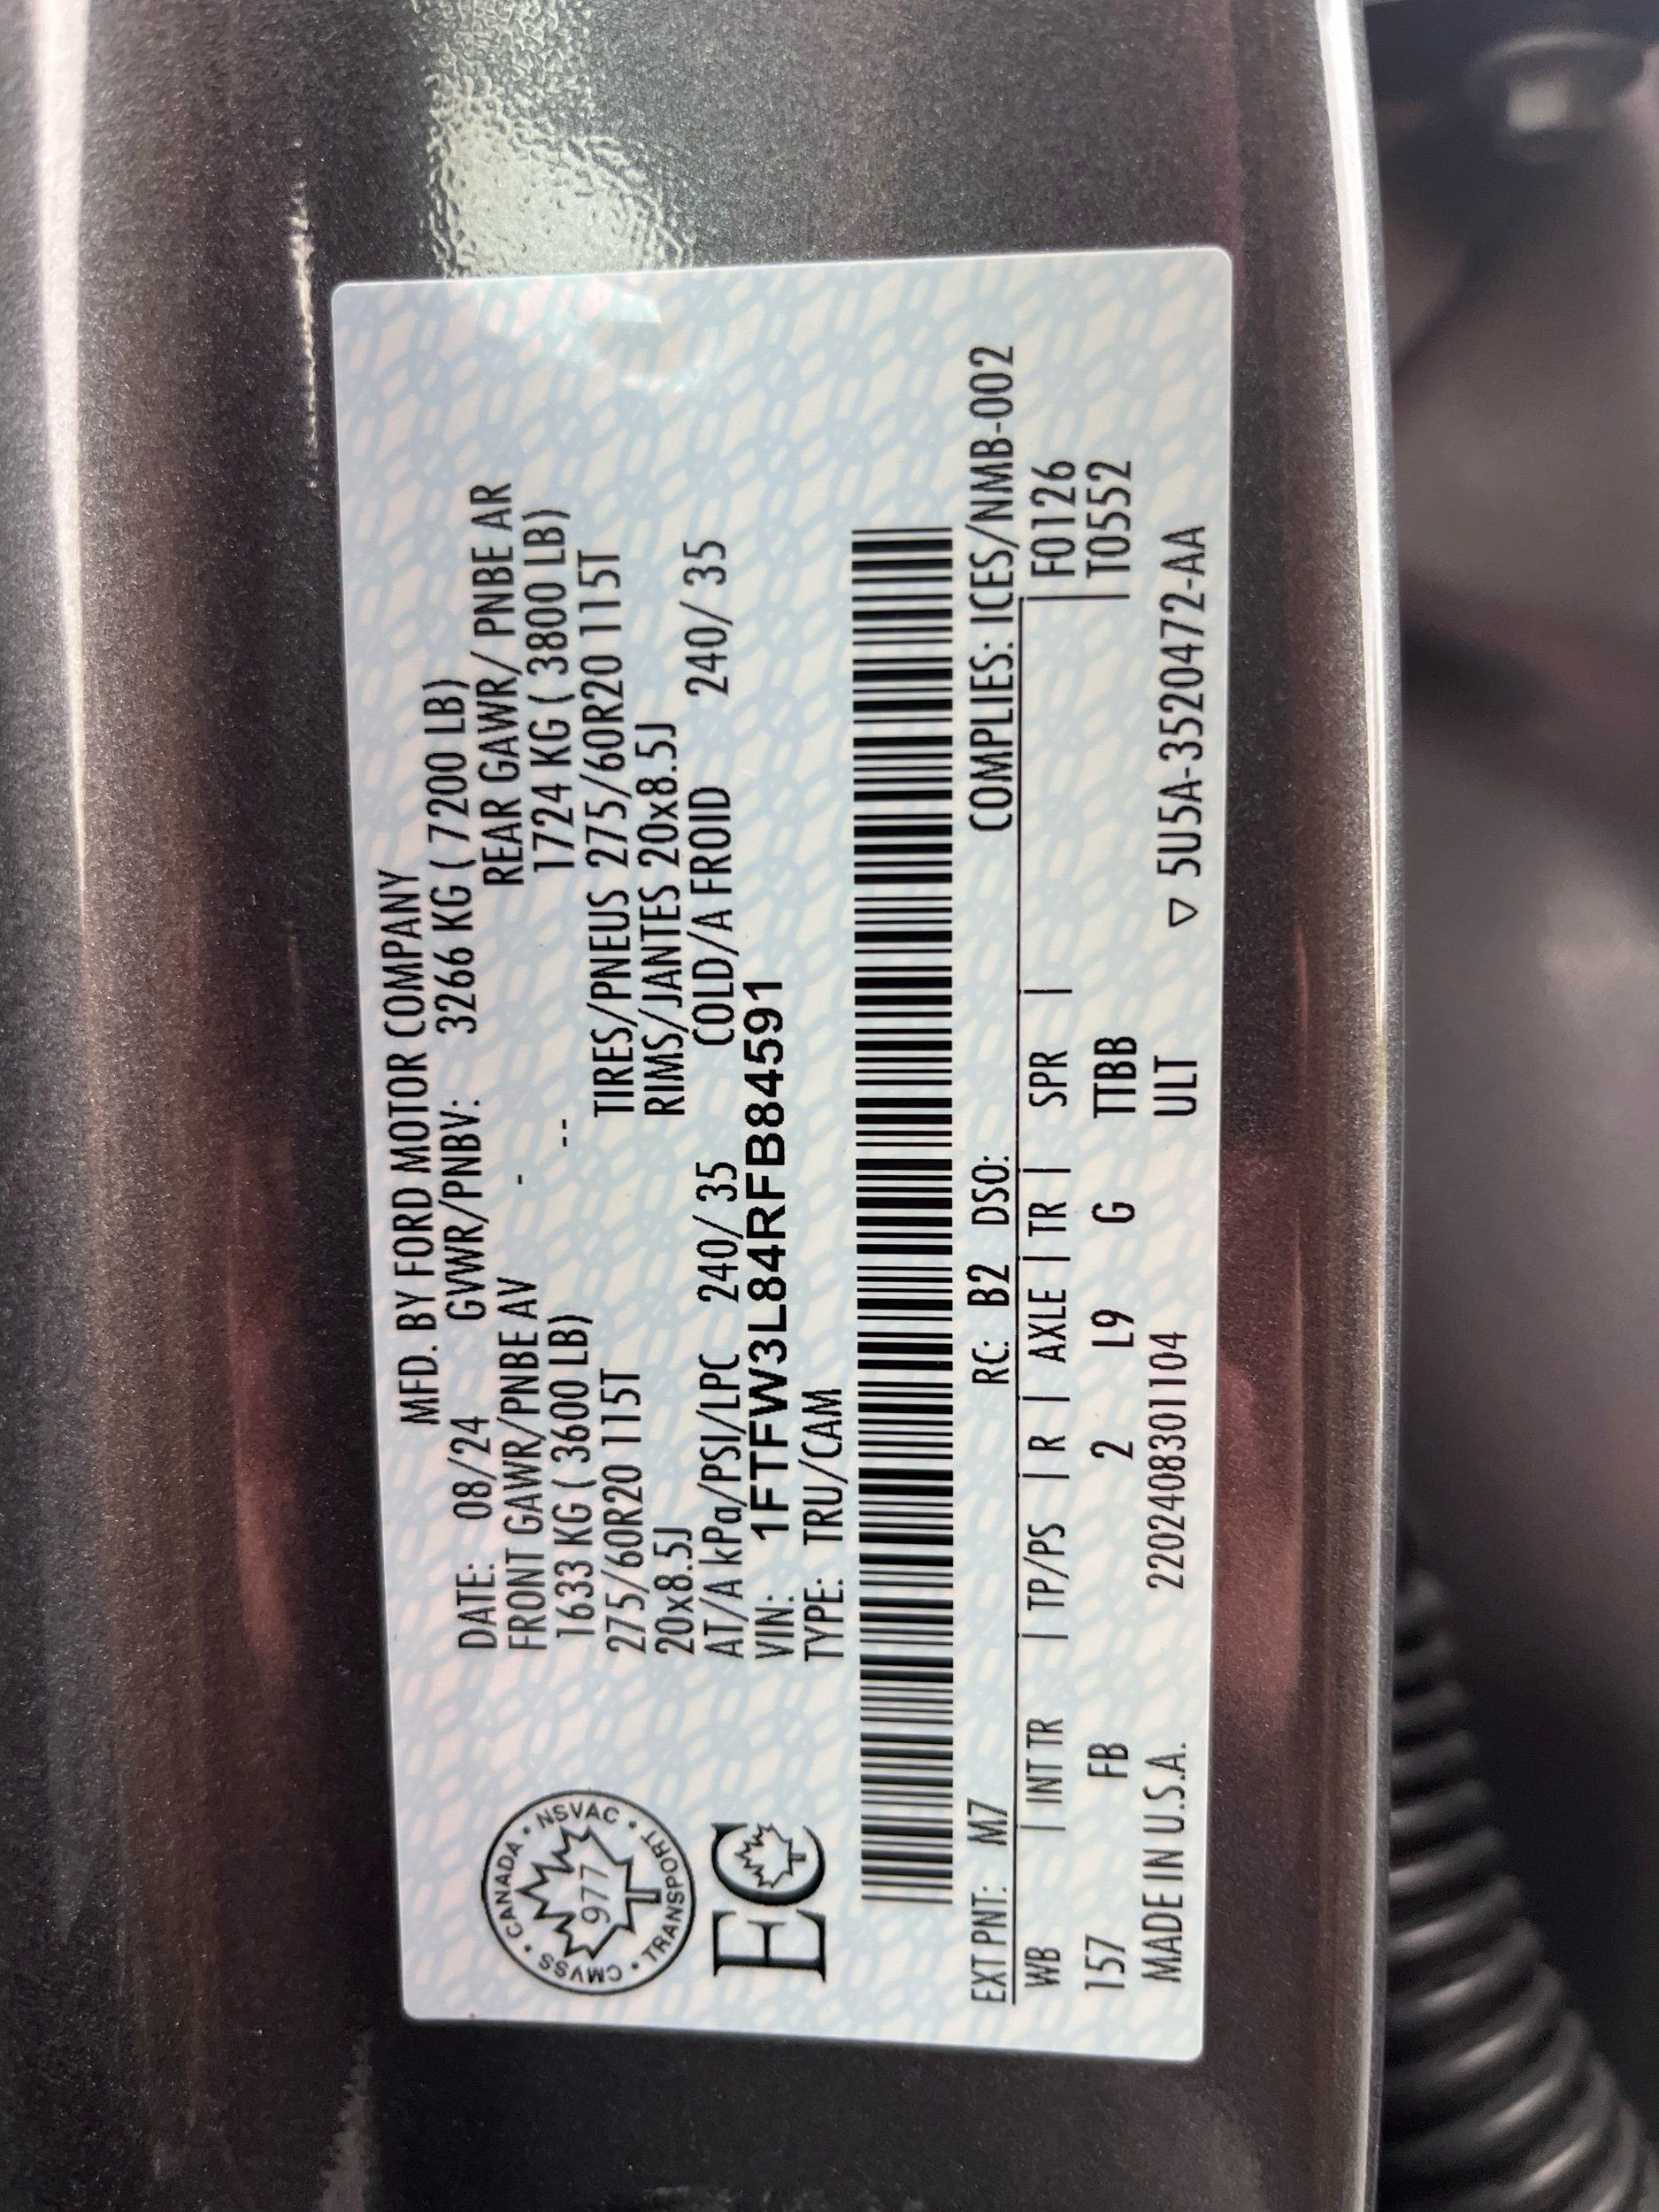 MFD. BY FORD MOTOR COMPANY
DATE: 08/24 GVWR/PNBV: 3266 KG ( 7200 LB)
FRONT GAWR/PNBE AV - REAR GAWR/ PNBE AR
1633 KG ( 3600 LB) -- 1724 KG ( 3800 LB)
275/60R20 115T TIRES/PNEUS 275/60R20 115T
20x8.5J RIMS/JANTES 20x8.5J
AT/A kPa/PSI/LPC 240/ 35 COLD/A FROID 240/ 35
VIN: 1FTFW3L84RFB84591
TYPE: TRU/CAM
CMVSS • CANADA • NSVAC • TRANSPORT •
977
EC
EXT PNT: M7 RC: B2 DSO: COMPLIES: ICES/NMB-002
WB | INT TR | TP/PS | R | AXLE | TR | SPR | | F0126
157 FB 2 L9 G TTBB | T0552
MADE IN U.S.A. 2202408301104 ULT ▽ 5U5A-3520472-AA